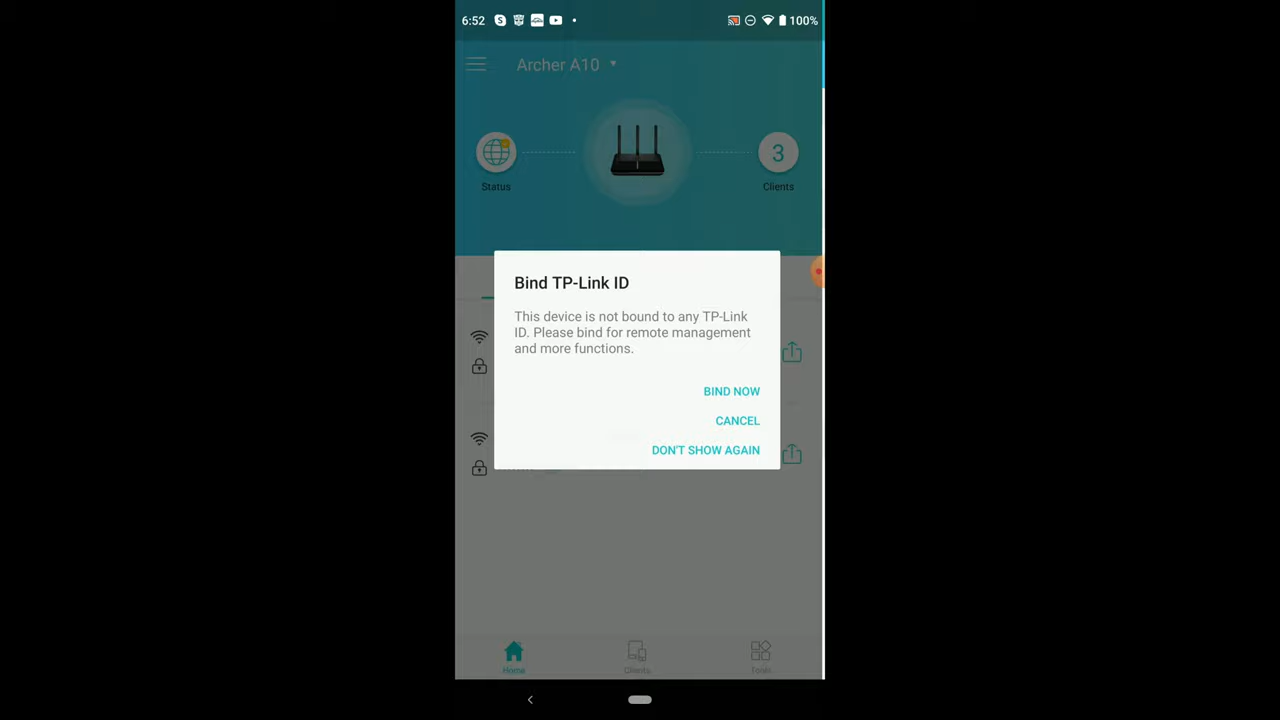 6:52
100%
Archer A10
3
Status
Clients
Bind TP-Link ID
This device is not bound to any TP-Link
ID. Please bind for remote management
and more functions.
BIND NOW
CANCEL
DON'T SHOW AGAIN
Home
Clients
Tools